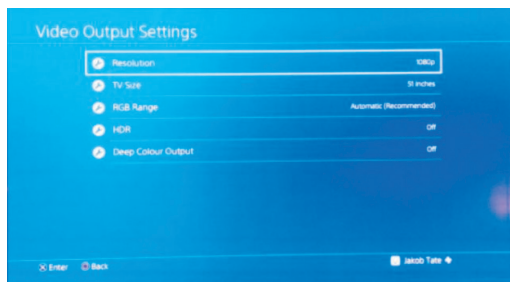 Video Output Settings
Resolution 1080p
TV Size 51 inches
RGB Range Automatic (Recommended)
HDR Off
Deep Colour Output Off
Enter Back Jakob Tate